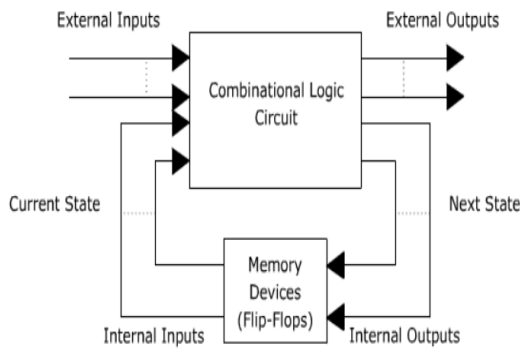 External Inputs
External Outputs
Combinational Logic
Circuit
Current State
Next State
Memory
Devices
(Flip-Flops)
Internal Inputs
Internal Outputs